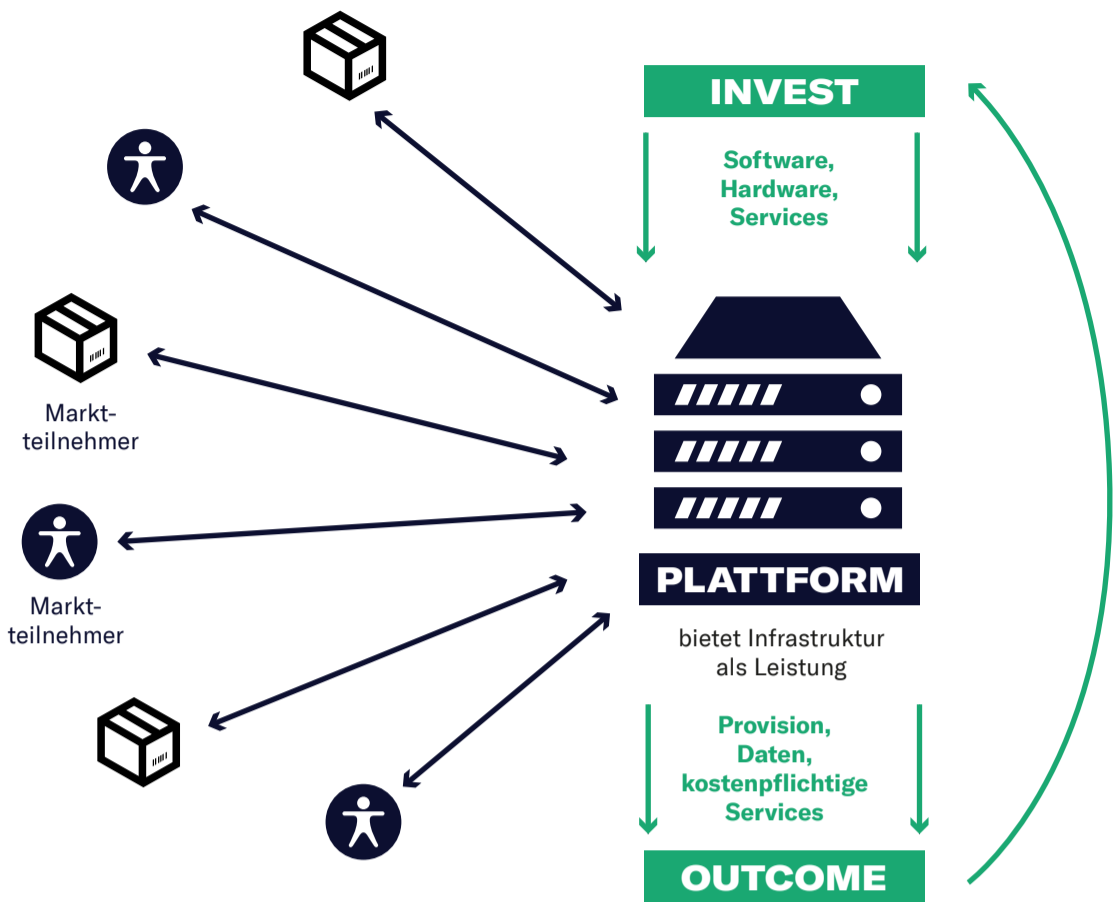 INVEST
Software,
Hardware,
Services
Markt-
teilnehmer
Markt-
teilnehmer
PLATTFORM
bietet Infrastruktur
als Leistung
Provision,
Daten,
kostenpflichtige
Services
OUTCOME